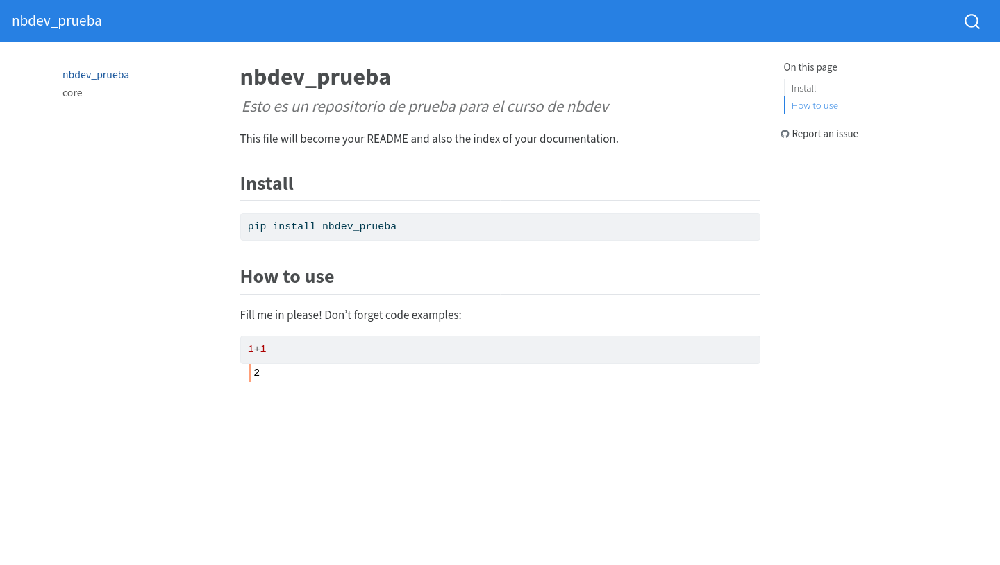 nbdev_prueba
nbdev_prueba
core
nbdev_prueba
Esto es un repositorio de prueba para el curso de nbdev
This file will become your README and also the index of your documentation.
Install
pip install nbdev_prueba
How to use
Fill me in please! Don’t forget code examples:
1+1
2
On this page
Install
How to use
Report an issue